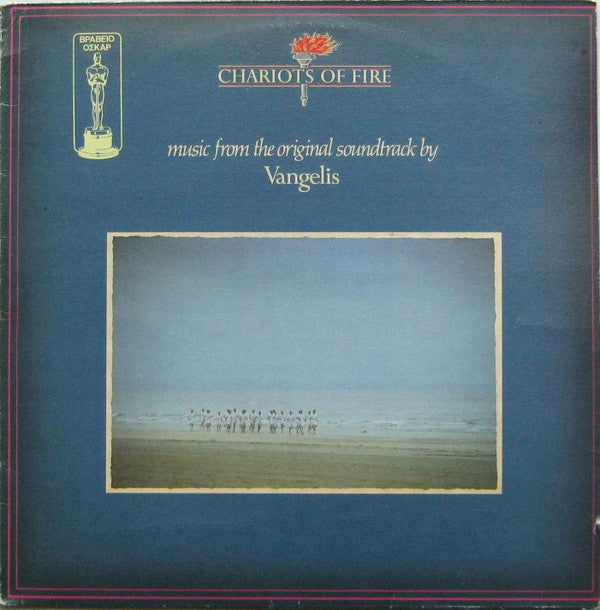 ΒΡΑΒΕΙΟ
ΟΣΚΑΡ
CHARIOTS OF FIRE
music from the original soundtrack by
Vangelis